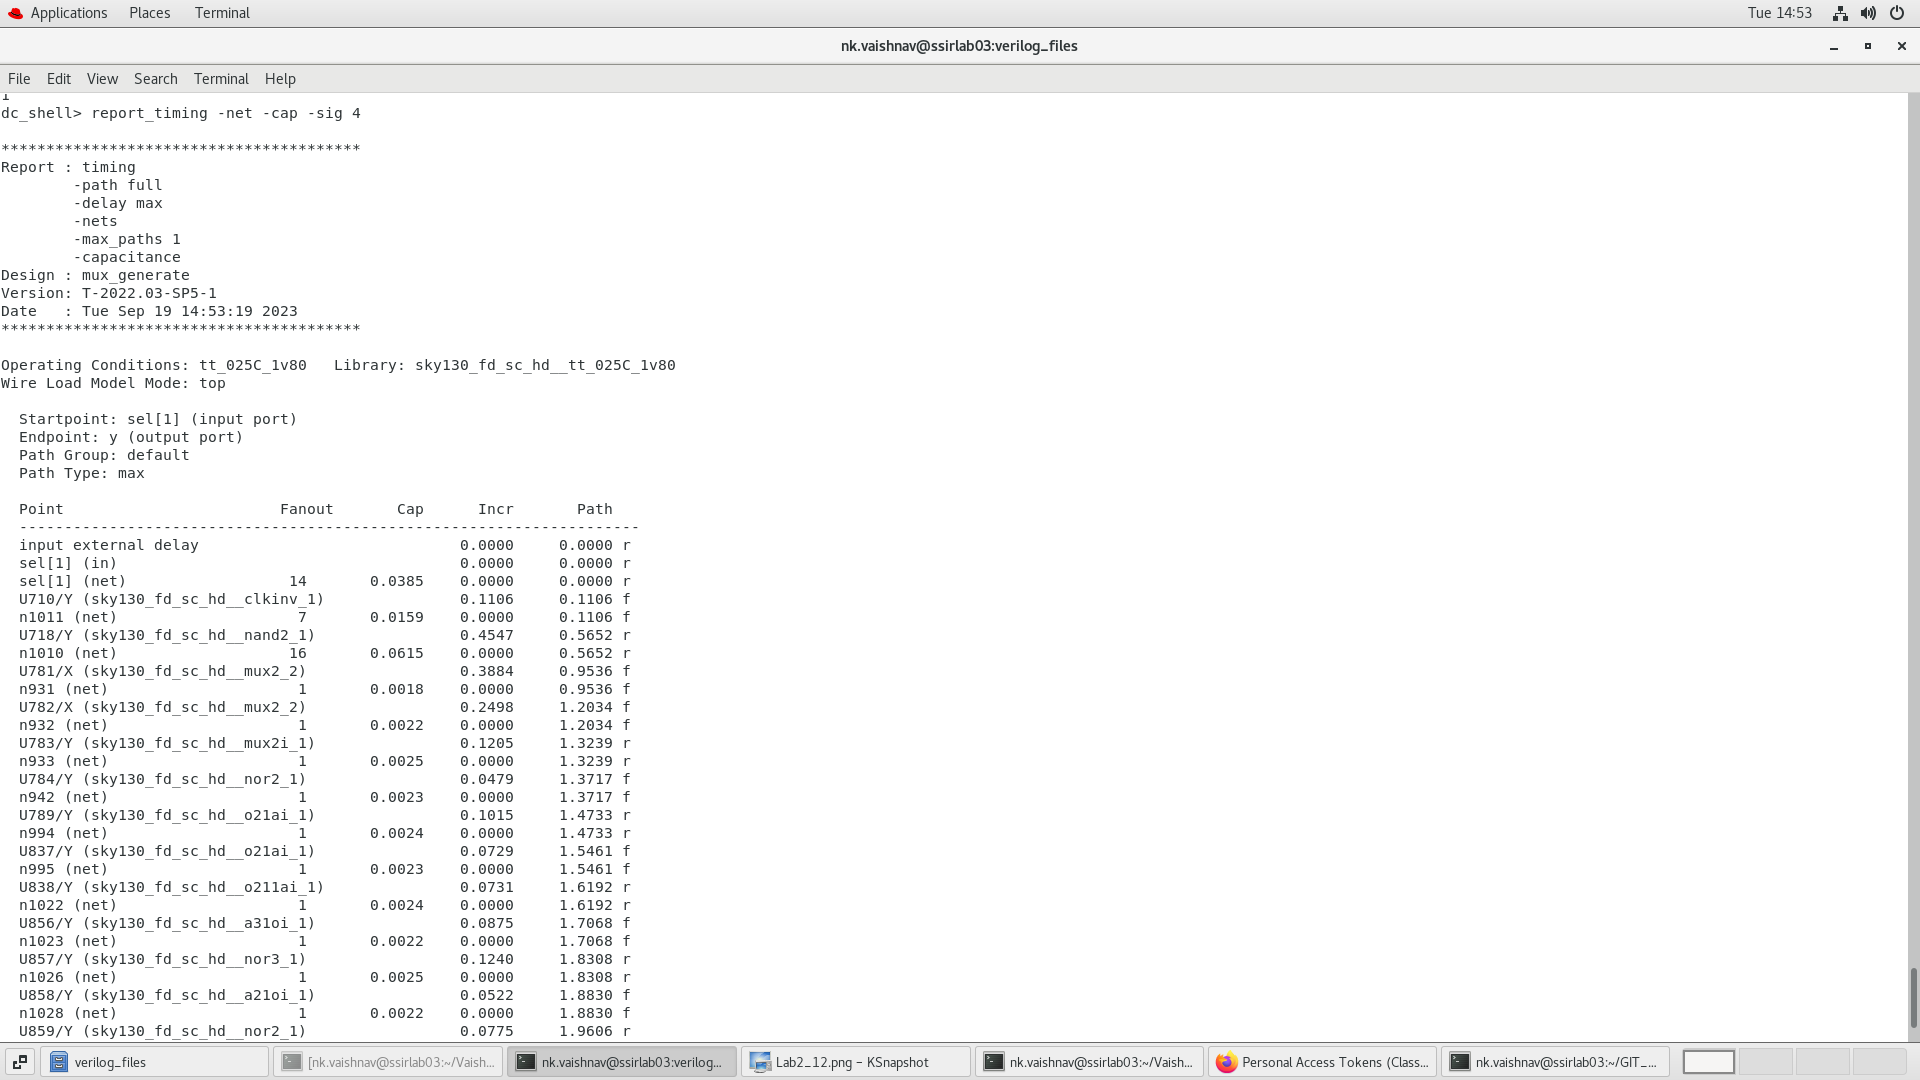 Applications Places Terminal Tue 14:53
nk.vaishnav@ssirlab03:verilog_files
File Edit View Search Terminal Help
1
dc_shell> report_timing -net -cap -sig 4
****************************************
Report : timing
        -path full
        -delay max
        -nets
        -max_paths 1
        -capacitance
Design : mux_generate
Version: T-2022.03-SP5-1
Date   : Tue Sep 19 14:53:19 2023
****************************************
Operating Conditions: tt_025C_1v80   Library: sky130_fd_sc_hd__tt_025C_1v80
Wire Load Model Mode: top
  Startpoint: sel[1] (input port)
  Endpoint: y (output port)
  Path Group: default
  Path Type: max
  Point                        Fanout       Cap      Incr       Path
  ---------------------------------------------------------------------
  input external delay                             0.0000     0.0000 r
  sel[1] (in)                                      0.0000     0.0000 r
  sel[1] (net)                  14       0.0385    0.0000     0.0000 r
  U710/Y (sky130_fd_sc_hd__clkinv_1)               0.1106     0.1106 f
  n1011 (net)                    7       0.0159    0.0000     0.1106 f
  U718/Y (sky130_fd_sc_hd__nand2_1)                0.4547     0.5652 r
  n1010 (net)                   16       0.0615    0.0000     0.5652 r
  U781/X (sky130_fd_sc_hd__mux2_2)                 0.3884     0.9536 f
  n931 (net)                     1       0.0018    0.0000     0.9536 f
  U782/X (sky130_fd_sc_hd__mux2_2)                 0.2498     1.2034 f
  n932 (net)                     1       0.0022    0.0000     1.2034 f
  U783/Y (sky130_fd_sc_hd__mux2i_1)                0.1205     1.3239 r
  n933 (net)                     1       0.0025    0.0000     1.3239 r
  U784/Y (sky130_fd_sc_hd__nor2_1)                 0.0479     1.3717 f
  n942 (net)                     1       0.0023    0.0000     1.3717 f
  U789/Y (sky130_fd_sc_hd__o21ai_1)                0.1015     1.4733 r
  n994 (net)                     1       0.0024    0.0000     1.4733 r
  U837/Y (sky130_fd_sc_hd__o21ai_1)                0.0729     1.5461 f
  n995 (net)                     1       0.0023    0.0000     1.5461 f
  U838/Y (sky130_fd_sc_hd__o211ai_1)               0.0731     1.6192 r
  n1022 (net)                    1       0.0024    0.0000     1.6192 r
  U856/Y (sky130_fd_sc_hd__a31oi_1)                0.0875     1.7068 f
  n1023 (net)                    1       0.0022    0.0000     1.7068 f
  U857/Y (sky130_fd_sc_hd__nor3_1)                 0.1240     1.8308 r
  n1026 (net)                    1       0.0025    0.0000     1.8308 r
  U858/Y (sky130_fd_sc_hd__a21oi_1)                0.0522     1.8830 f
  n1028 (net)                    1       0.0022    0.0000     1.8830 f
  U859/Y (sky130_fd_sc_hd__nor2_1)                 0.0775     1.9606 r
verilog_files [nk.vaishnav@ssirlab03:~/Vaish... nk.vaishnav@ssirlab03:verilog... Lab2_12.png – KSnapshot nk.vaishnav@ssirlab03:~/Vaish... Personal Access Tokens (Class... nk.vaishnav@ssirlab03:~/GIT_...